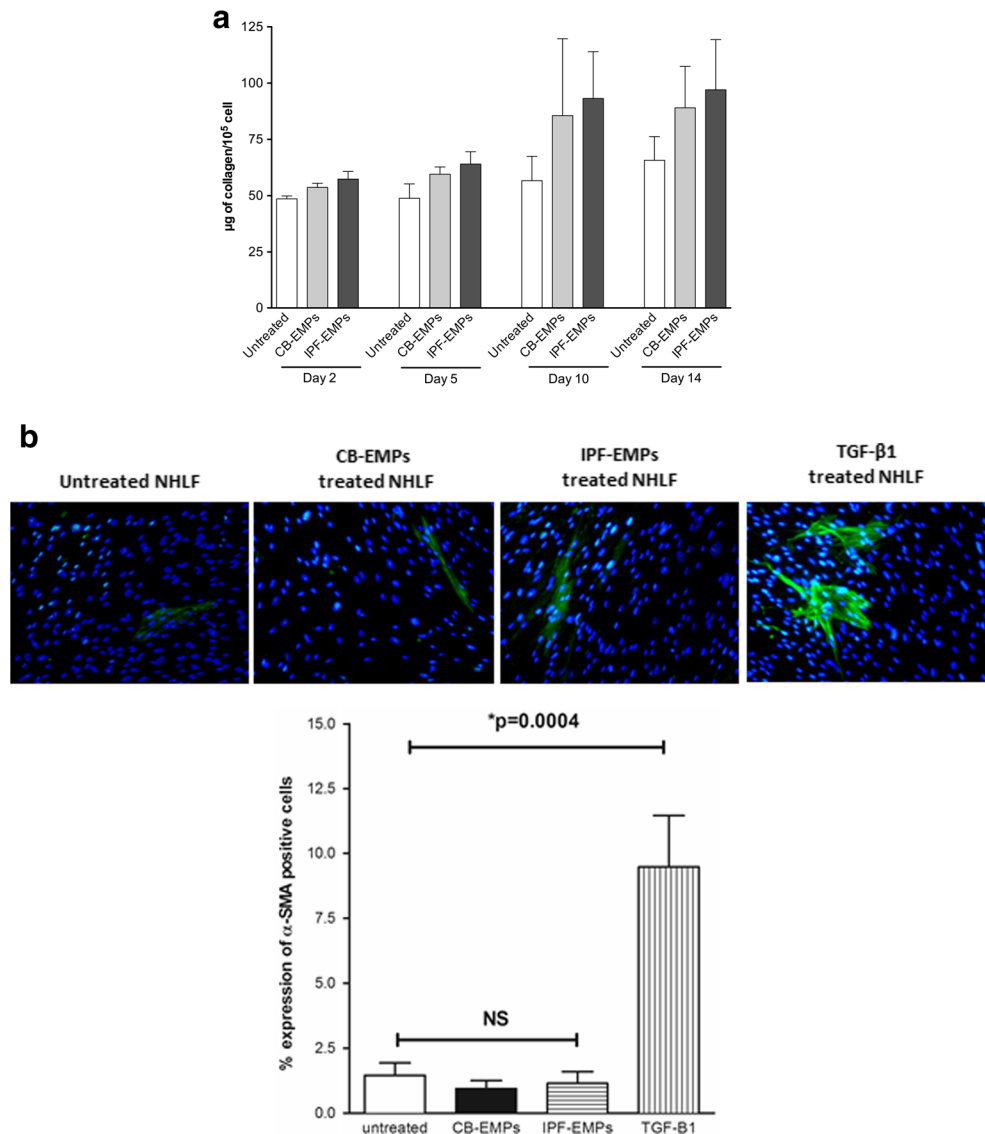 a
125
100
75
50
25
0
µg of collagen/10⁵ cell
Untreated
CB-EMPs
IPF-EMPs
Untreated
CB-EMPs
IPF-EMPs
Untreated
CB-EMPs
IPF-EMPs
Untreated
CB-EMPs
IPF-EMPs
Day 2
Day 5
Day 10
Day 14
b
Untreated NHLF
CB-EMPs
treated NHLF
IPF-EMPs
treated NHLF
TGF-β1
treated NHLF
*p=0.0004
NS
15.0
12.5
10.0
7.5
5.0
2.5
0.0
% expression of α-SMA positive cells
untreated
CB-EMPs
IPF-EMPs
TGF-B1